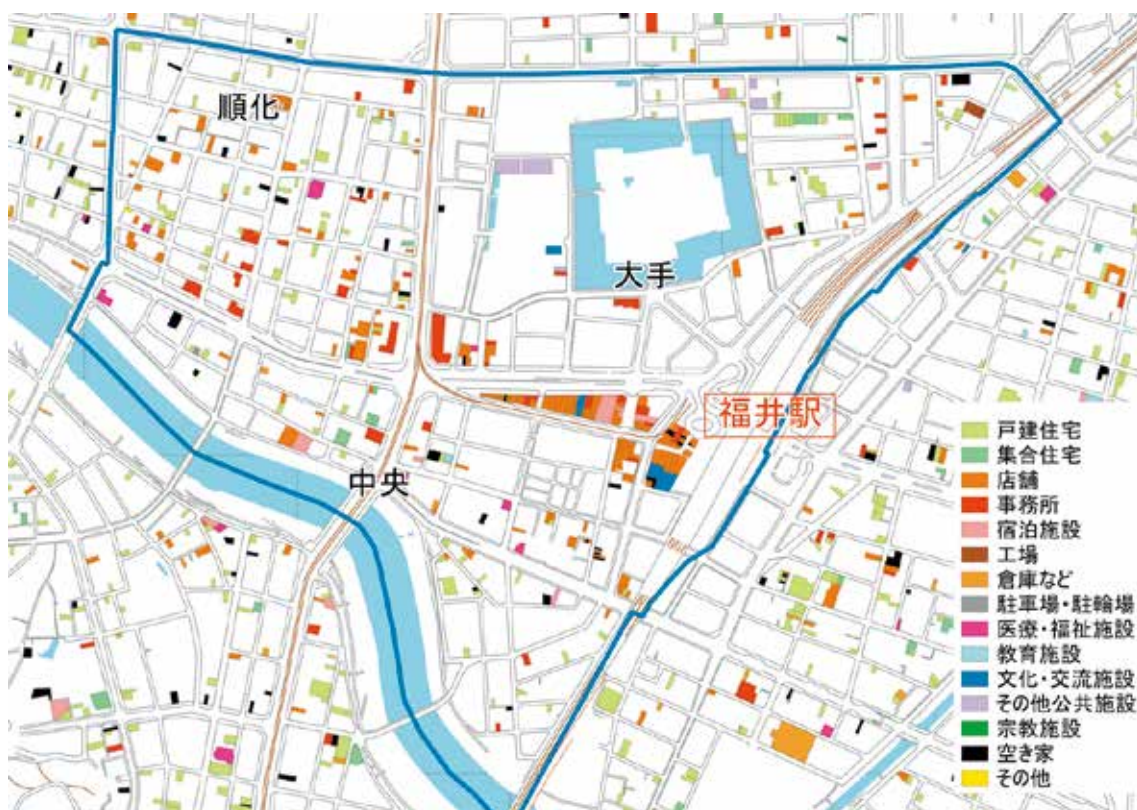 順化
大手
福井駅
中央
戸建住宅
集合住宅
店舗
事務所
宿泊施設
工場
倉庫など
駐車場・駐輪場
医療・福祉施設
教育施設
文化・交流施設
その他公共施設
宗教施設
空き家
その他